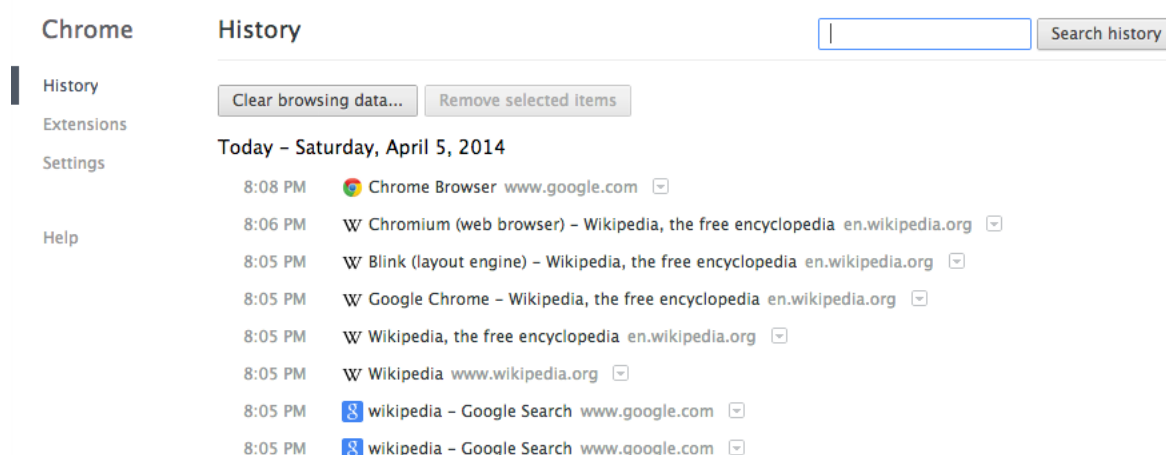 Chrome
History
Search history
History
Extensions
Settings
Help
Clear browsing data...
Remove selected items
Today – Saturday, April 5, 2014
8:08 PM Chrome Browser www.google.com
8:06 PM W Chromium (web browser) – Wikipedia, the free encyclopedia en.wikipedia.org
8:05 PM W Blink (layout engine) – Wikipedia, the free encyclopedia en.wikipedia.org
8:05 PM W Google Chrome – Wikipedia, the free encyclopedia en.wikipedia.org
8:05 PM W Wikipedia, the free encyclopedia en.wikipedia.org
8:05 PM W Wikipedia www.wikipedia.org
8:05 PM 8 wikipedia – Google Search www.google.com
8:05 PM 8 wikipedia – Google Search www.google.com